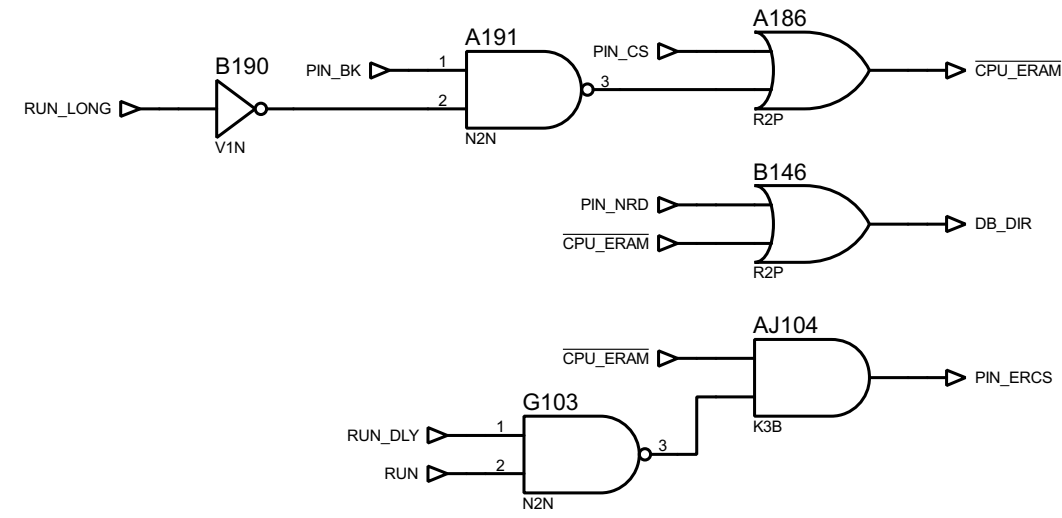 A186
A191
PIN_CS
B190
PIN_BK
1
CPU_ERAM
3
RUN_LONG
2
R2P
N2N
V1N
B146
PIN_NRD
DB_DIR
CPU_ERAM
R2P
AJ104
CPU_ERAM
PIN_ERCS
G103
K3B
RUN_DLY
1
3
RUN
2
N2N